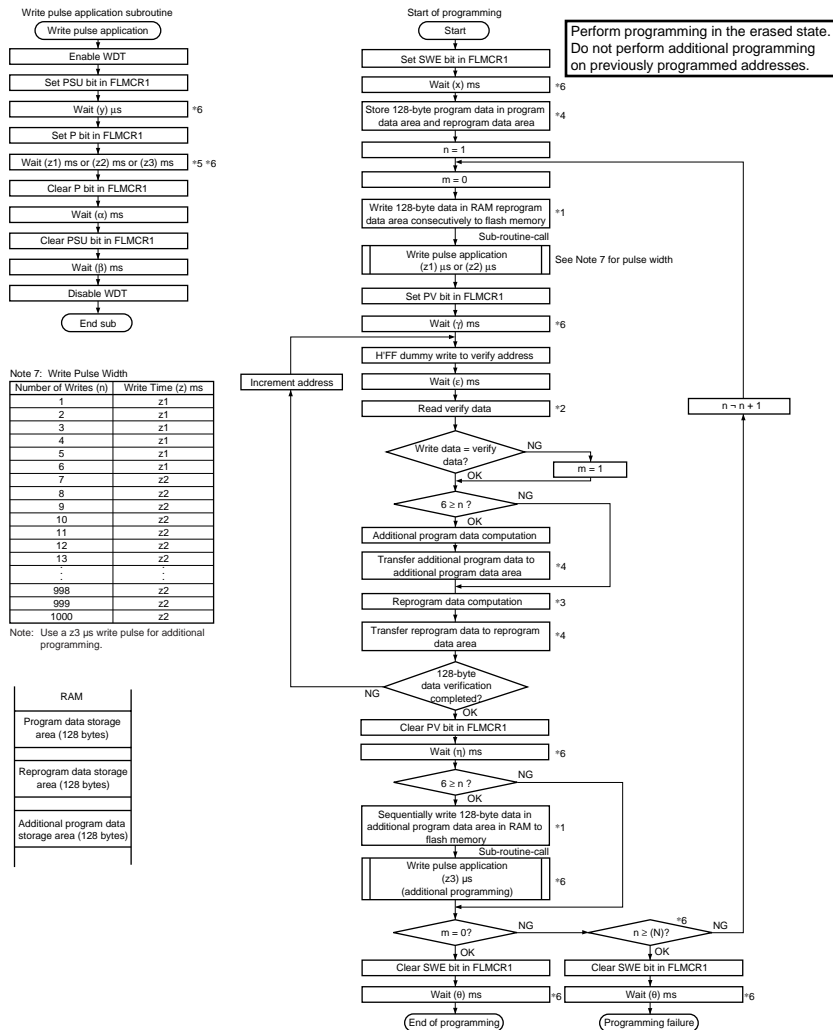 Write pulse application subroutine
Write pulse application
Enable WDT
Set PSU bit in FLMCR1
Wait (y) µs
*6
Set P bit in FLMCR1
Wait (z1) ms or (z2) ms or (z3) ms
*5 *6
Clear P bit in FLMCR1
Wait (α) ms
Clear PSU bit in FLMCR1
Wait (β) ms
Disable WDT
End sub
Note 7: Write Pulse Width
Number of Writes (n) Write Time (z) ms
1 z1
2 z1
3 z1
4 z1
5 z1
6 z1
7 z2
8 z2
9 z2
10 z2
11 z2
12 z2
13 z2
: :
998 z2
999 z2
1000 z2
Note: Use a z3 µs write pulse for additional
programming.
RAM
Program data storage
area (128 bytes)
Reprogram data storage
area (128 bytes)
Additional program data
storage area (128 bytes)
Start of programming
Start
Perform programming in the erased state.
Do not perform additional programming
on previously programmed addresses.
Set SWE bit in FLMCR1
Wait (x) ms
*6
Store 128-byte program data in program
data area and reprogram data area
*4
n = 1
m = 0
Write 128-byte data in RAM reprogram
data area consecutively to flash memory
*1
Sub-routine-call
Write pulse application
(z1) µs or (z2) µs
See Note 7 for pulse width
Set PV bit in FLMCR1
Wait (γ) ms
*6
H'FF dummy write to verify address
Increment address
Wait (ε) ms
Read verify data
*2
n ¬ n + 1
Write data = verify
data?
NG
m = 1
OK
6 ≥ n ?
NG
OK
Additional program data computation
Transfer additional program data to
additional program data area
*4
Reprogram data computation
*3
Transfer reprogram data to reprogram
data area
*4
128-byte
data verification
completed?
NG
OK
Clear PV bit in FLMCR1
Wait (η) ms
*6
6 ≥ n ?
NG
OK
Sequentially write 128-byte data in
additional program data area in RAM to
flash memory
*1
Sub-routine-call
Write pulse application
(z3) µs
(additional programming)
*6
m = 0?
NG
n ≥ (N)?
*6
NG
OK
OK
Clear SWE bit in FLMCR1
Clear SWE bit in FLMCR1
Wait (θ) ms
*6
Wait (θ) ms
*6
End of programming
Programming failure